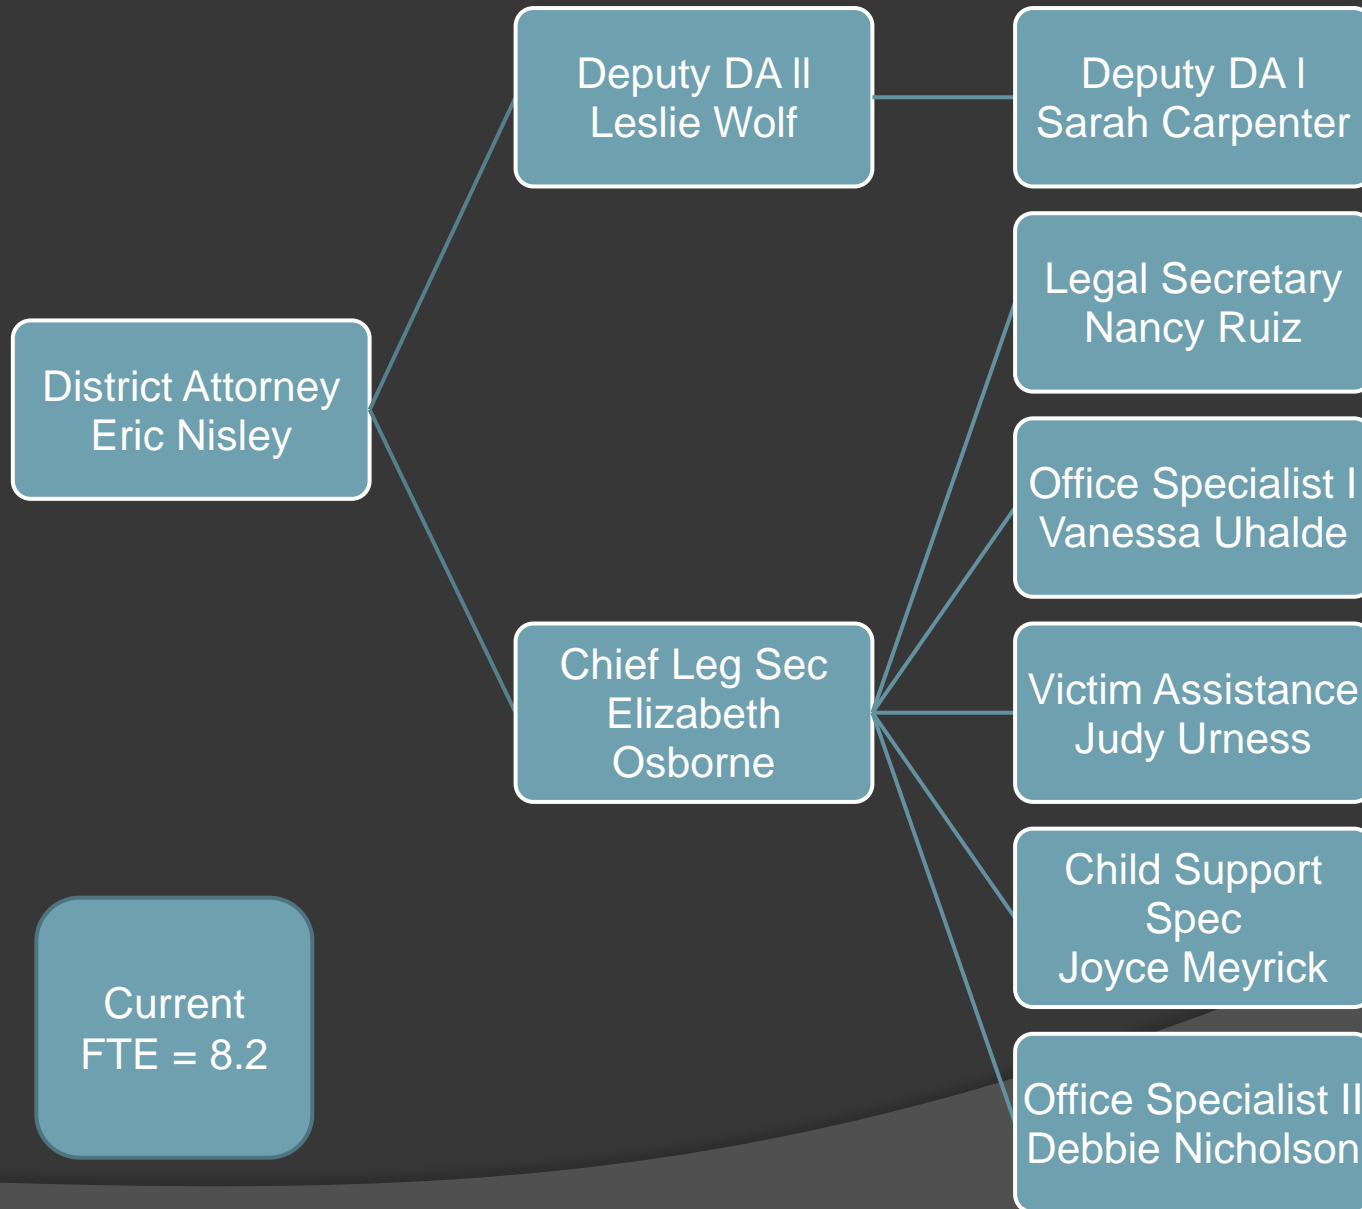 Deputy DA ll
Leslie Wolf
Deputy DA l
Sarah Carpenter
Legal Secretary
Nancy Ruiz
District Attorney
Eric Nisley
Office Specialist I
Vanessa Uhalde
Chief Leg Sec
Elizabeth
Osborne
Victim Assistance
Judy Urness
Child Support
Spec
Joyce Meyrick
Current
FTE = 8.2
Office Specialist II
Debbie Nicholson